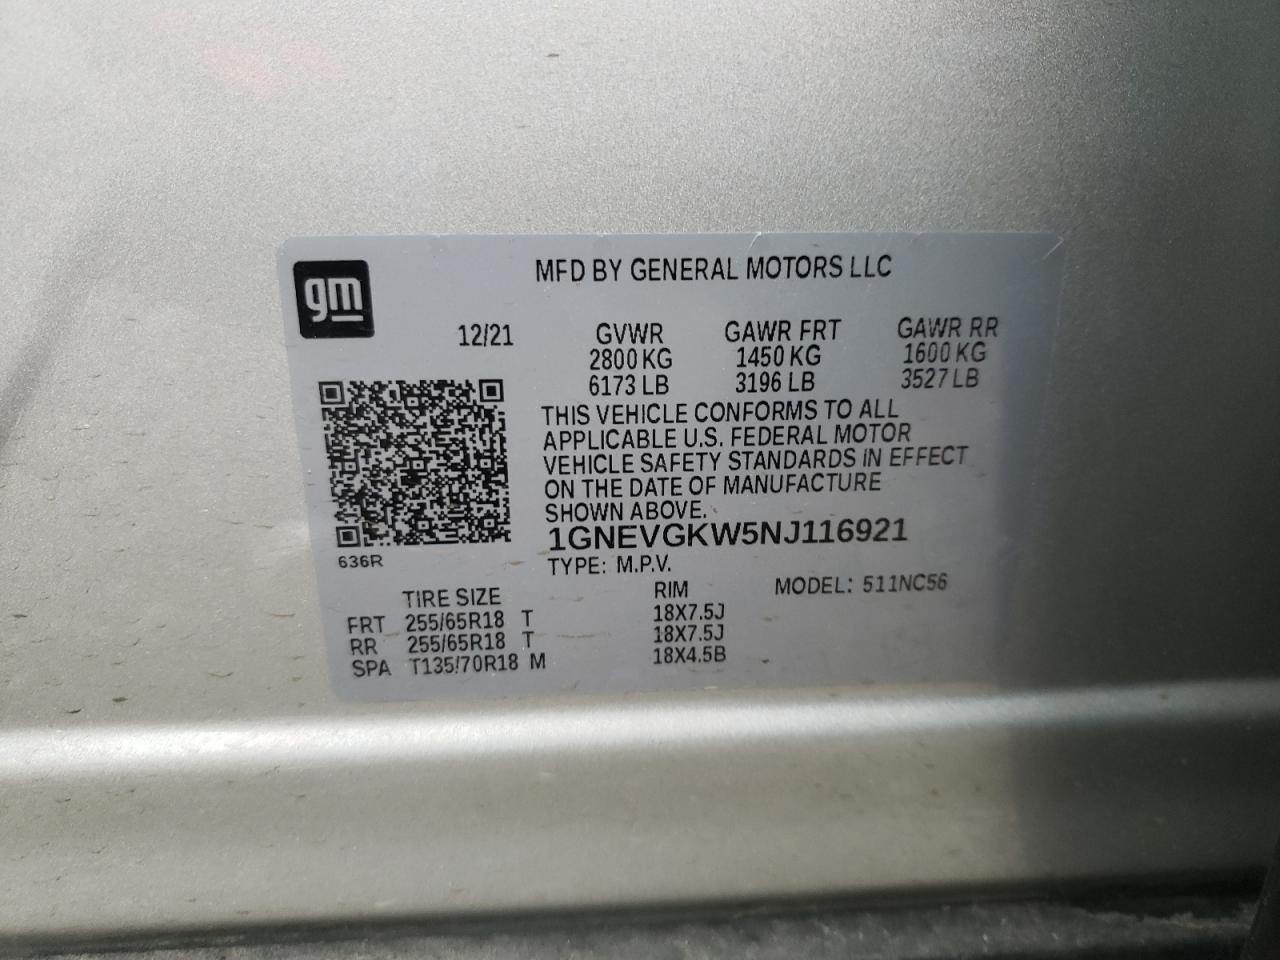 gm
MFD BY GENERAL MOTORS LLC
12/21 GVWR GAWR FRT GAWR RR
2800 KG 1450 KG 1600 KG
6173 LB 3196 LB 3527 LB
THIS VEHICLE CONFORMS TO ALL
APPLICABLE U.S. FEDERAL MOTOR
VEHICLE SAFETY STANDARDS IN EFFECT
ON THE DATE OF MANUFACTURE
SHOWN ABOVE.
1GNEVGKW5NJ116921
636R
TYPE: M.P.V.
TIRE SIZE RIM MODEL: 511NC56
FRT 255/65R18 T 18X7.5J
RR 255/65R18 T 18X7.5J
SPA T135/70R18 M 18X4.5B